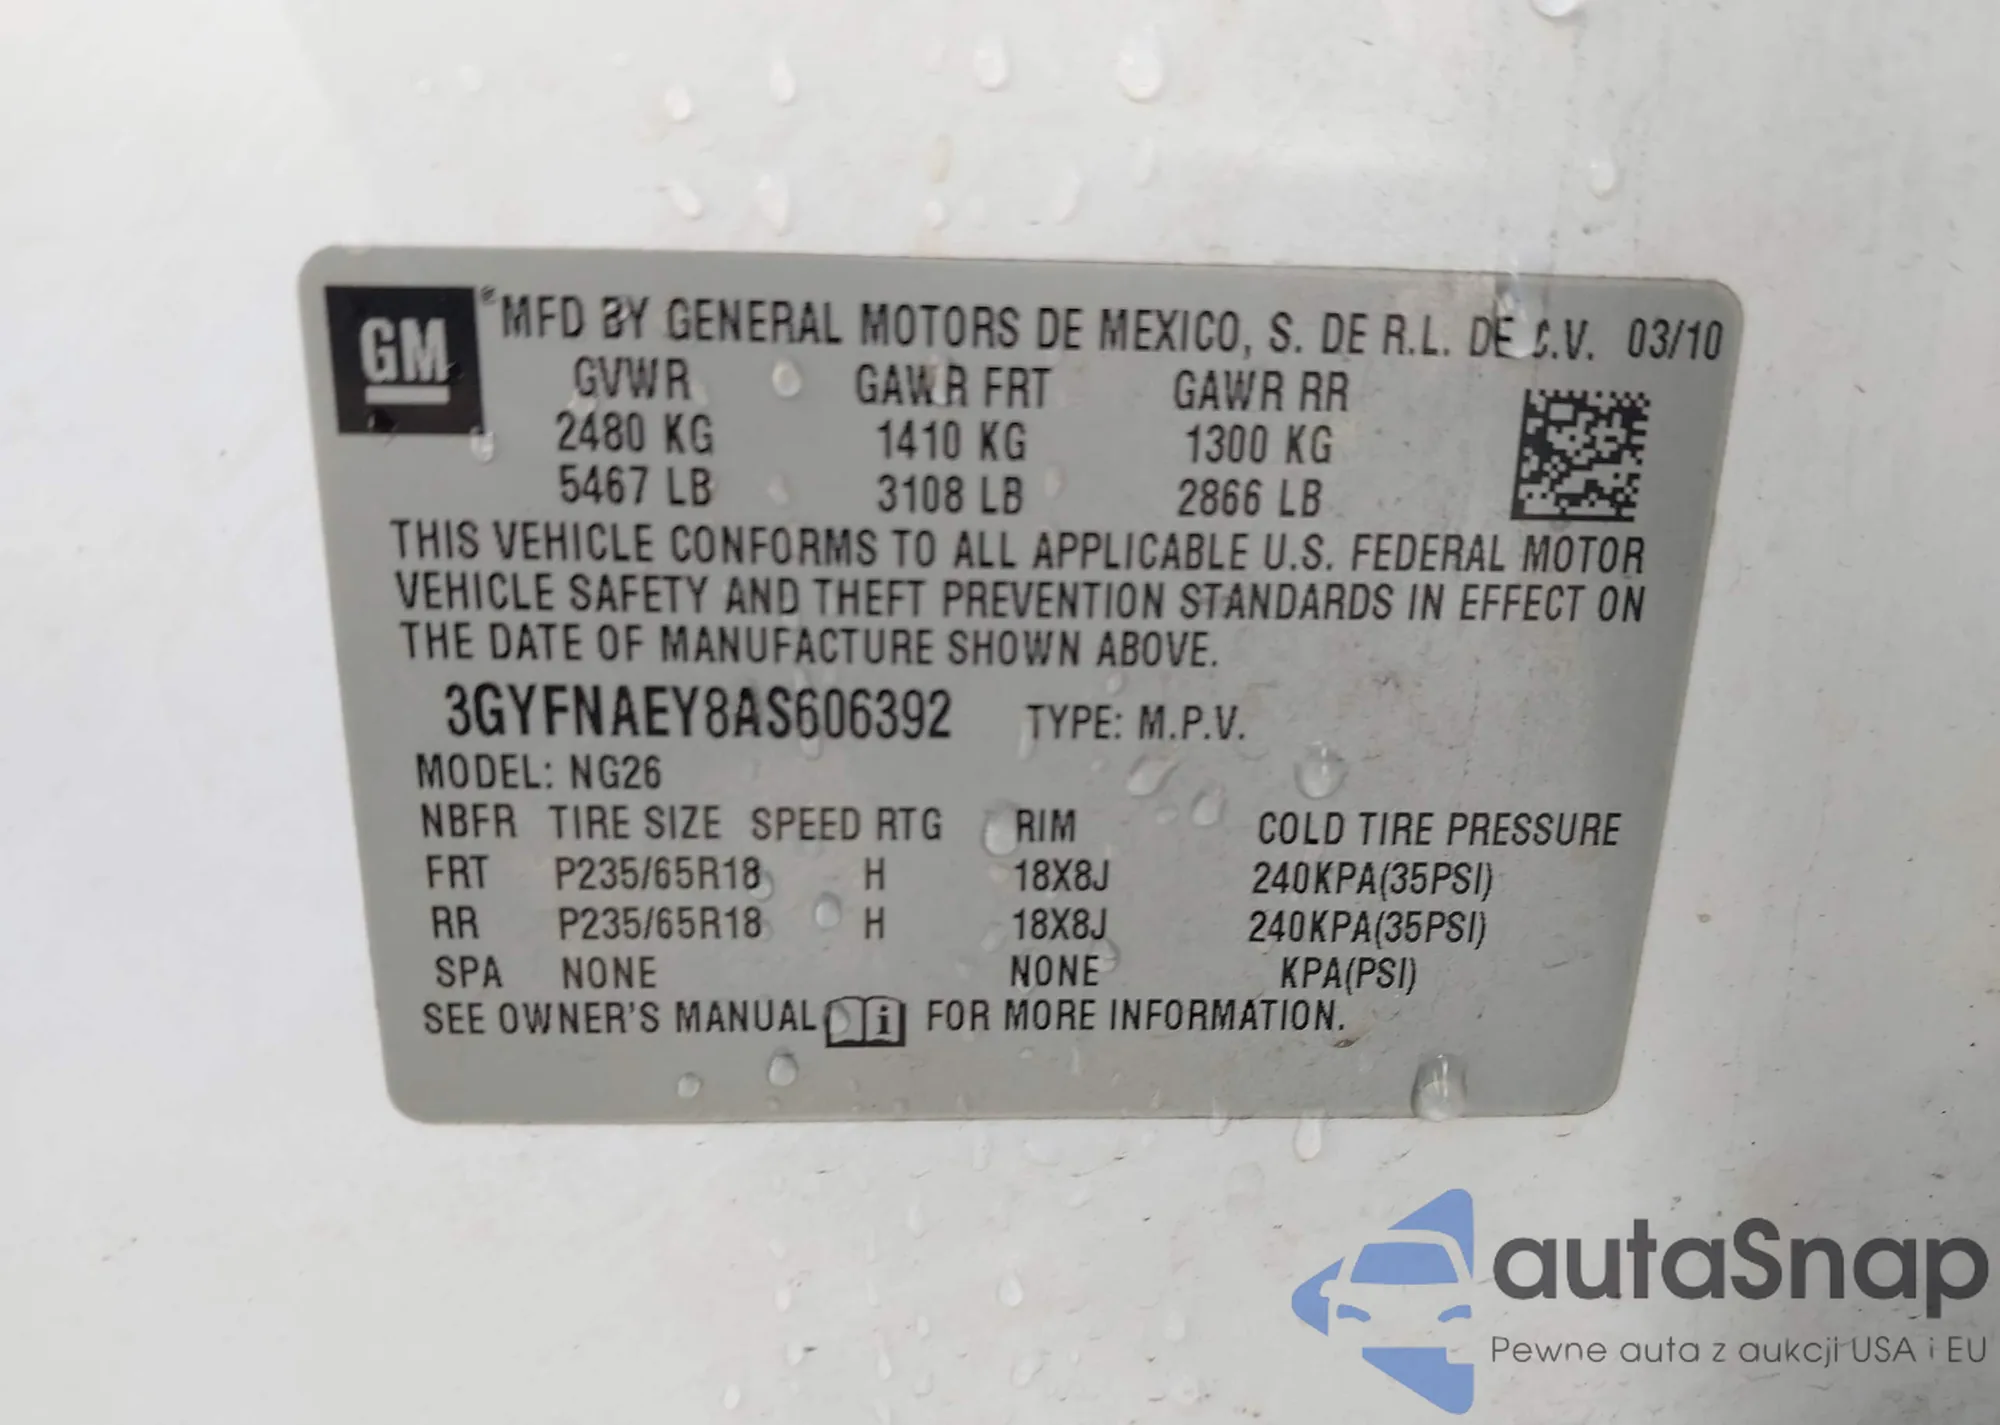 GM
® MFD BY GENERAL MOTORS DE MEXICO, S. DE R.L. DE C.V. 03/10
GVWR GAWR FRT GAWR RR
2480 KG 1410 KG 1300 KG
5467 LB 3108 LB 2866 LB
THIS VEHICLE CONFORMS TO ALL APPLICABLE U.S. FEDERAL MOTOR
VEHICLE SAFETY AND THEFT PREVENTION STANDARDS IN EFFECT ON
THE DATE OF MANUFACTURE SHOWN ABOVE.
3GYFNAEY8AS606392 TYPE: M.P.V.
MODEL: NG26
NBFR TIRE SIZE SPEED RTG RIM COLD TIRE PRESSURE
FRT P235/65R18 H 18X8J 240KPA(35PSI)
RR P235/65R18 H 18X8J 240KPA(35PSI)
SPA NONE NONE KPA(PSI)
SEE OWNER'S MANUAL i FOR MORE INFORMATION.
autaSnap
Pewne auta z aukcji USA i EU